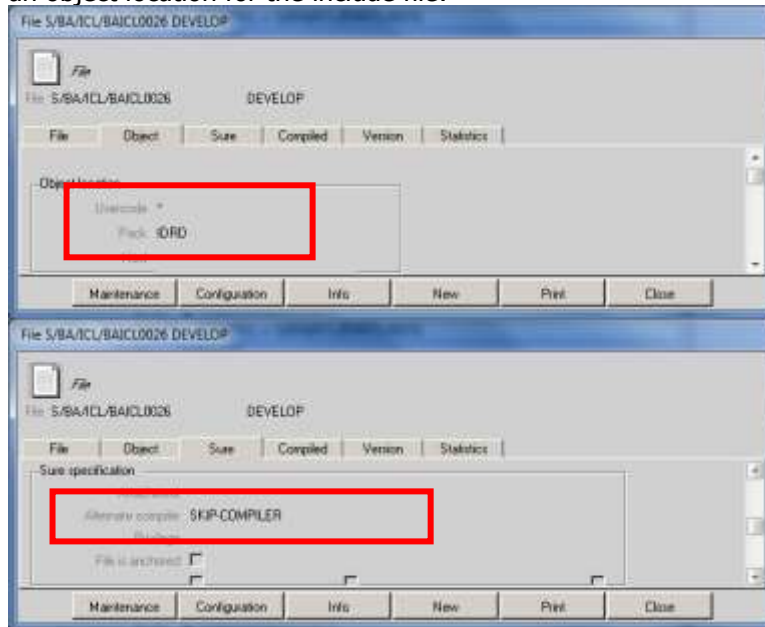 an object location for the include file.
File S/BA/ICL/BAICL0026 DEVELOP
File
File S/BA/ICL/BAICL0026 DEVELOP
File Object Sure Compiled Version Statistics
Object location
Usercode *
Pack IDRD
Maintenance Configuration Info New Print Close
File S/BA/ICL/BAICL0026 DEVELOP
File
File S/BA/ICL/BAICL0026 DEVELOP
File Object Sure Compiled Version Statistics
Sure specification
Alternate compile SKIP-COMPILER
File is anchored
Maintenance Configuration Info New Print Close